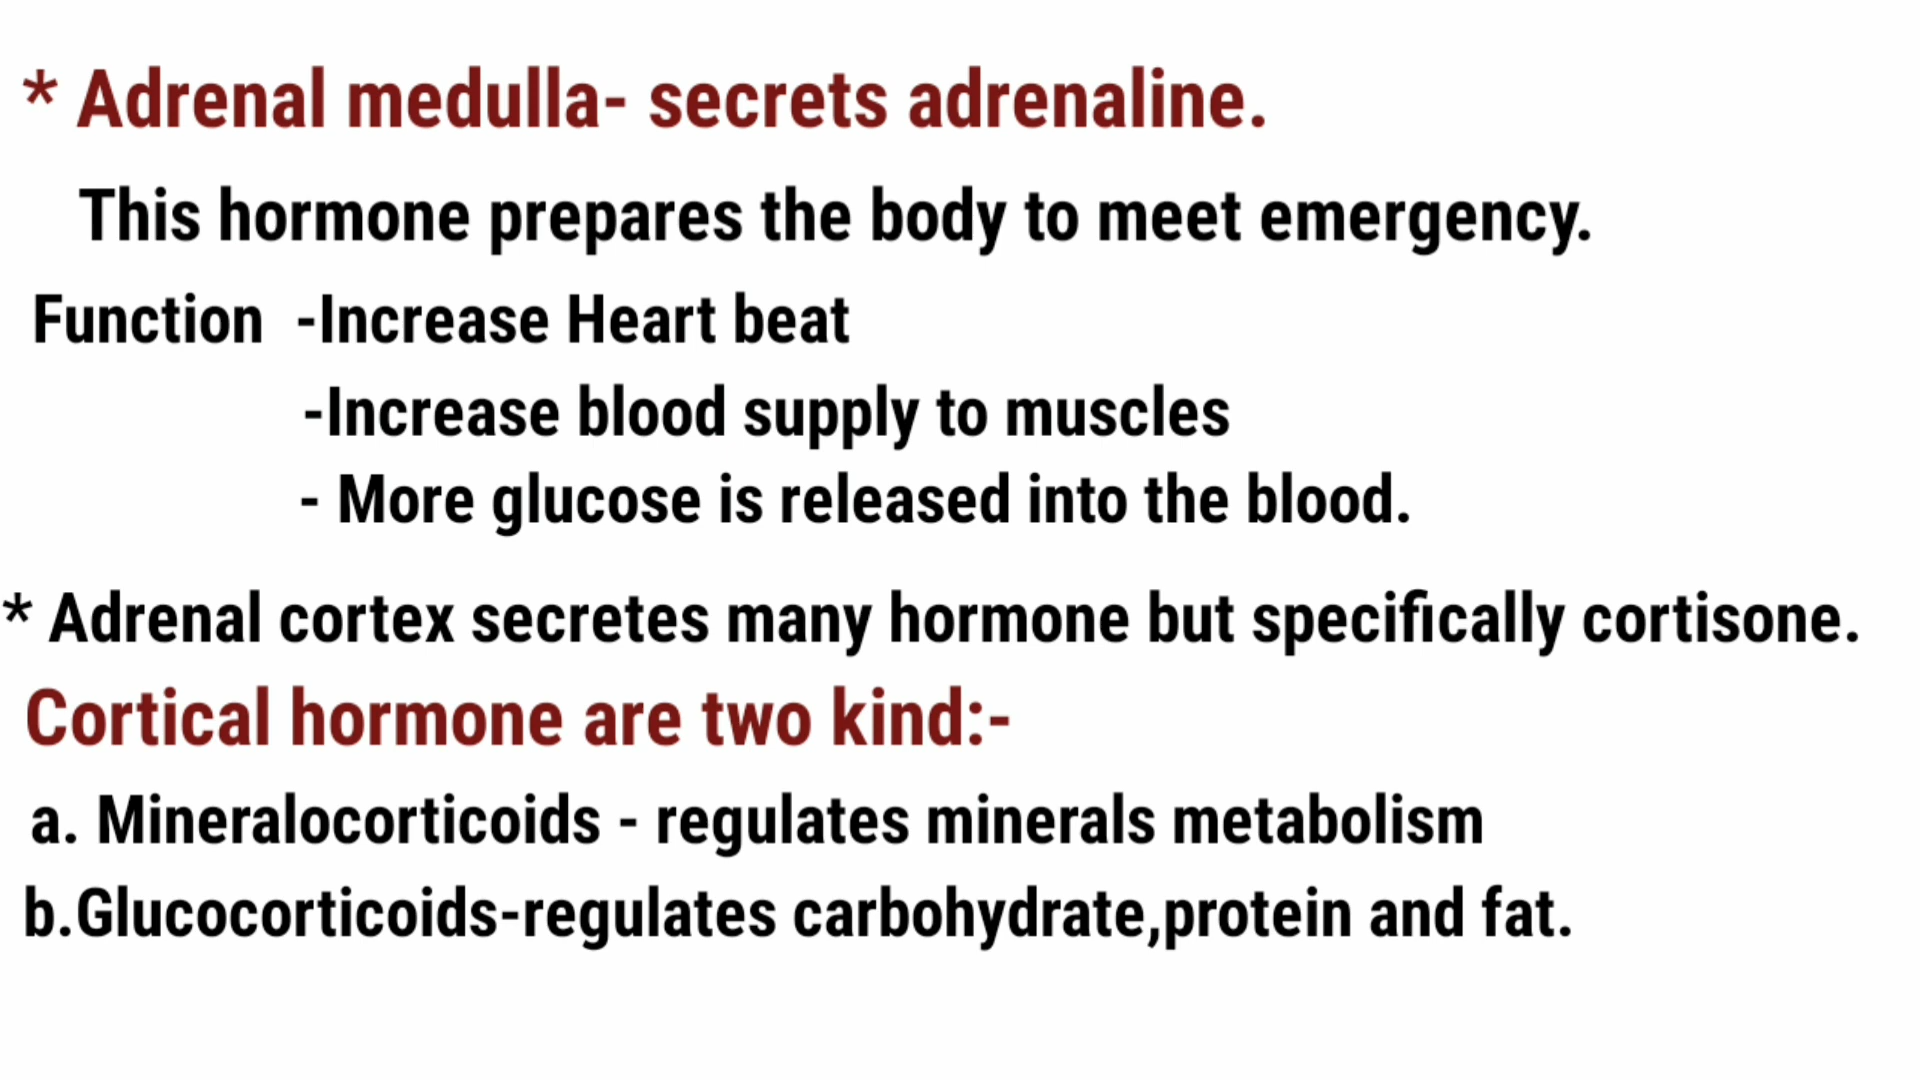 * Adrenal medulla- secrets adrenaline.
This hormone prepares the body to meet emergency.
Function -Increase Heart beat
-Increase blood supply to muscles
- More glucose is released into the blood.
* Adrenal cortex secretes many hormone but specifically cortisone.
Cortical hormone are two kind:-
a. Mineralocorticoids - regulates minerals metabolism
b.Glucocorticoids-regulates carbohydrate,protein and fat.